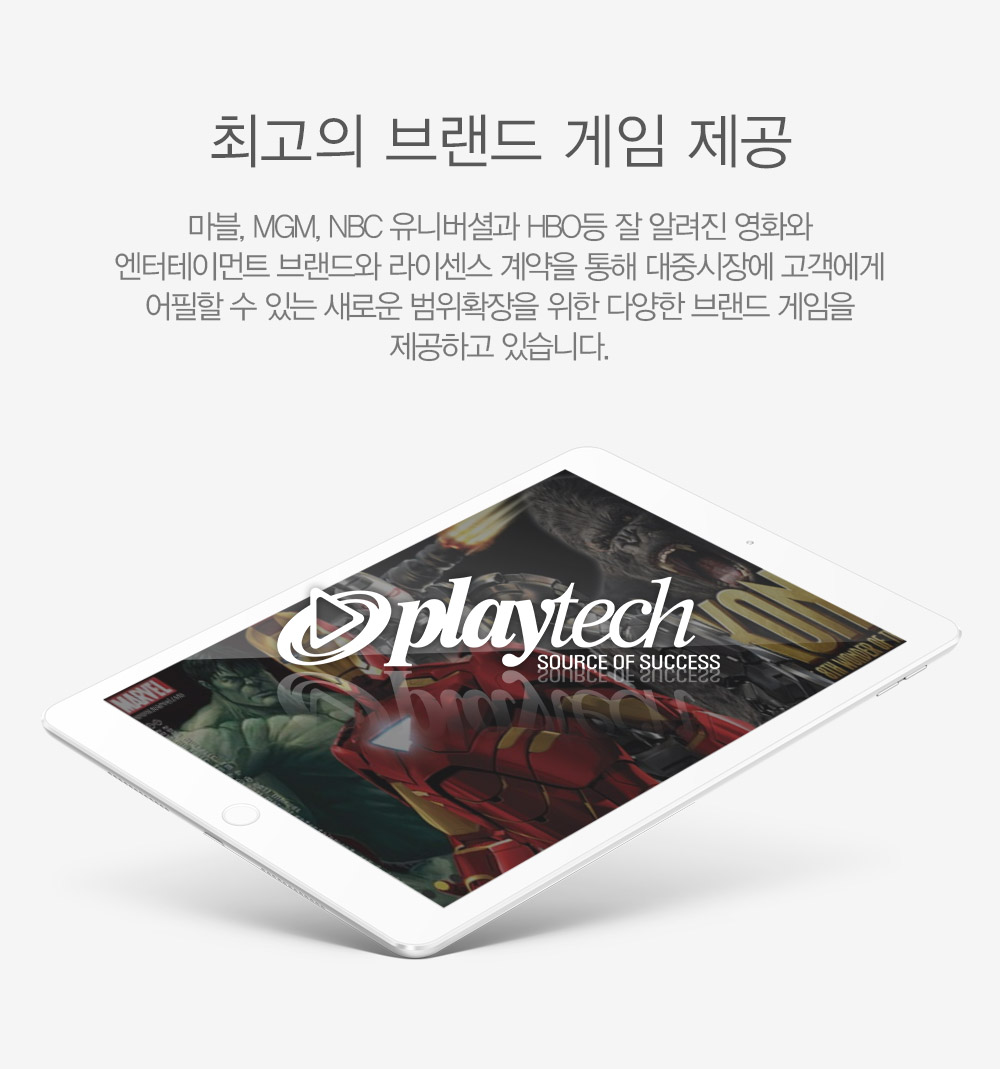 최고의 브랜드 게임 제공
마블, MGM, NBC 유니버셜과 HBO등 잘 알려진 영화와
엔터테이먼트 브랜드와 라이센스 계약을 통해 대중시장에 고객에게
어필할 수 있는 새로운 범위확장을 위한 다양한 브랜드 게임을
제공하고 있습니다.
playtech
SOURCE OF SUCCESS
MARVEL